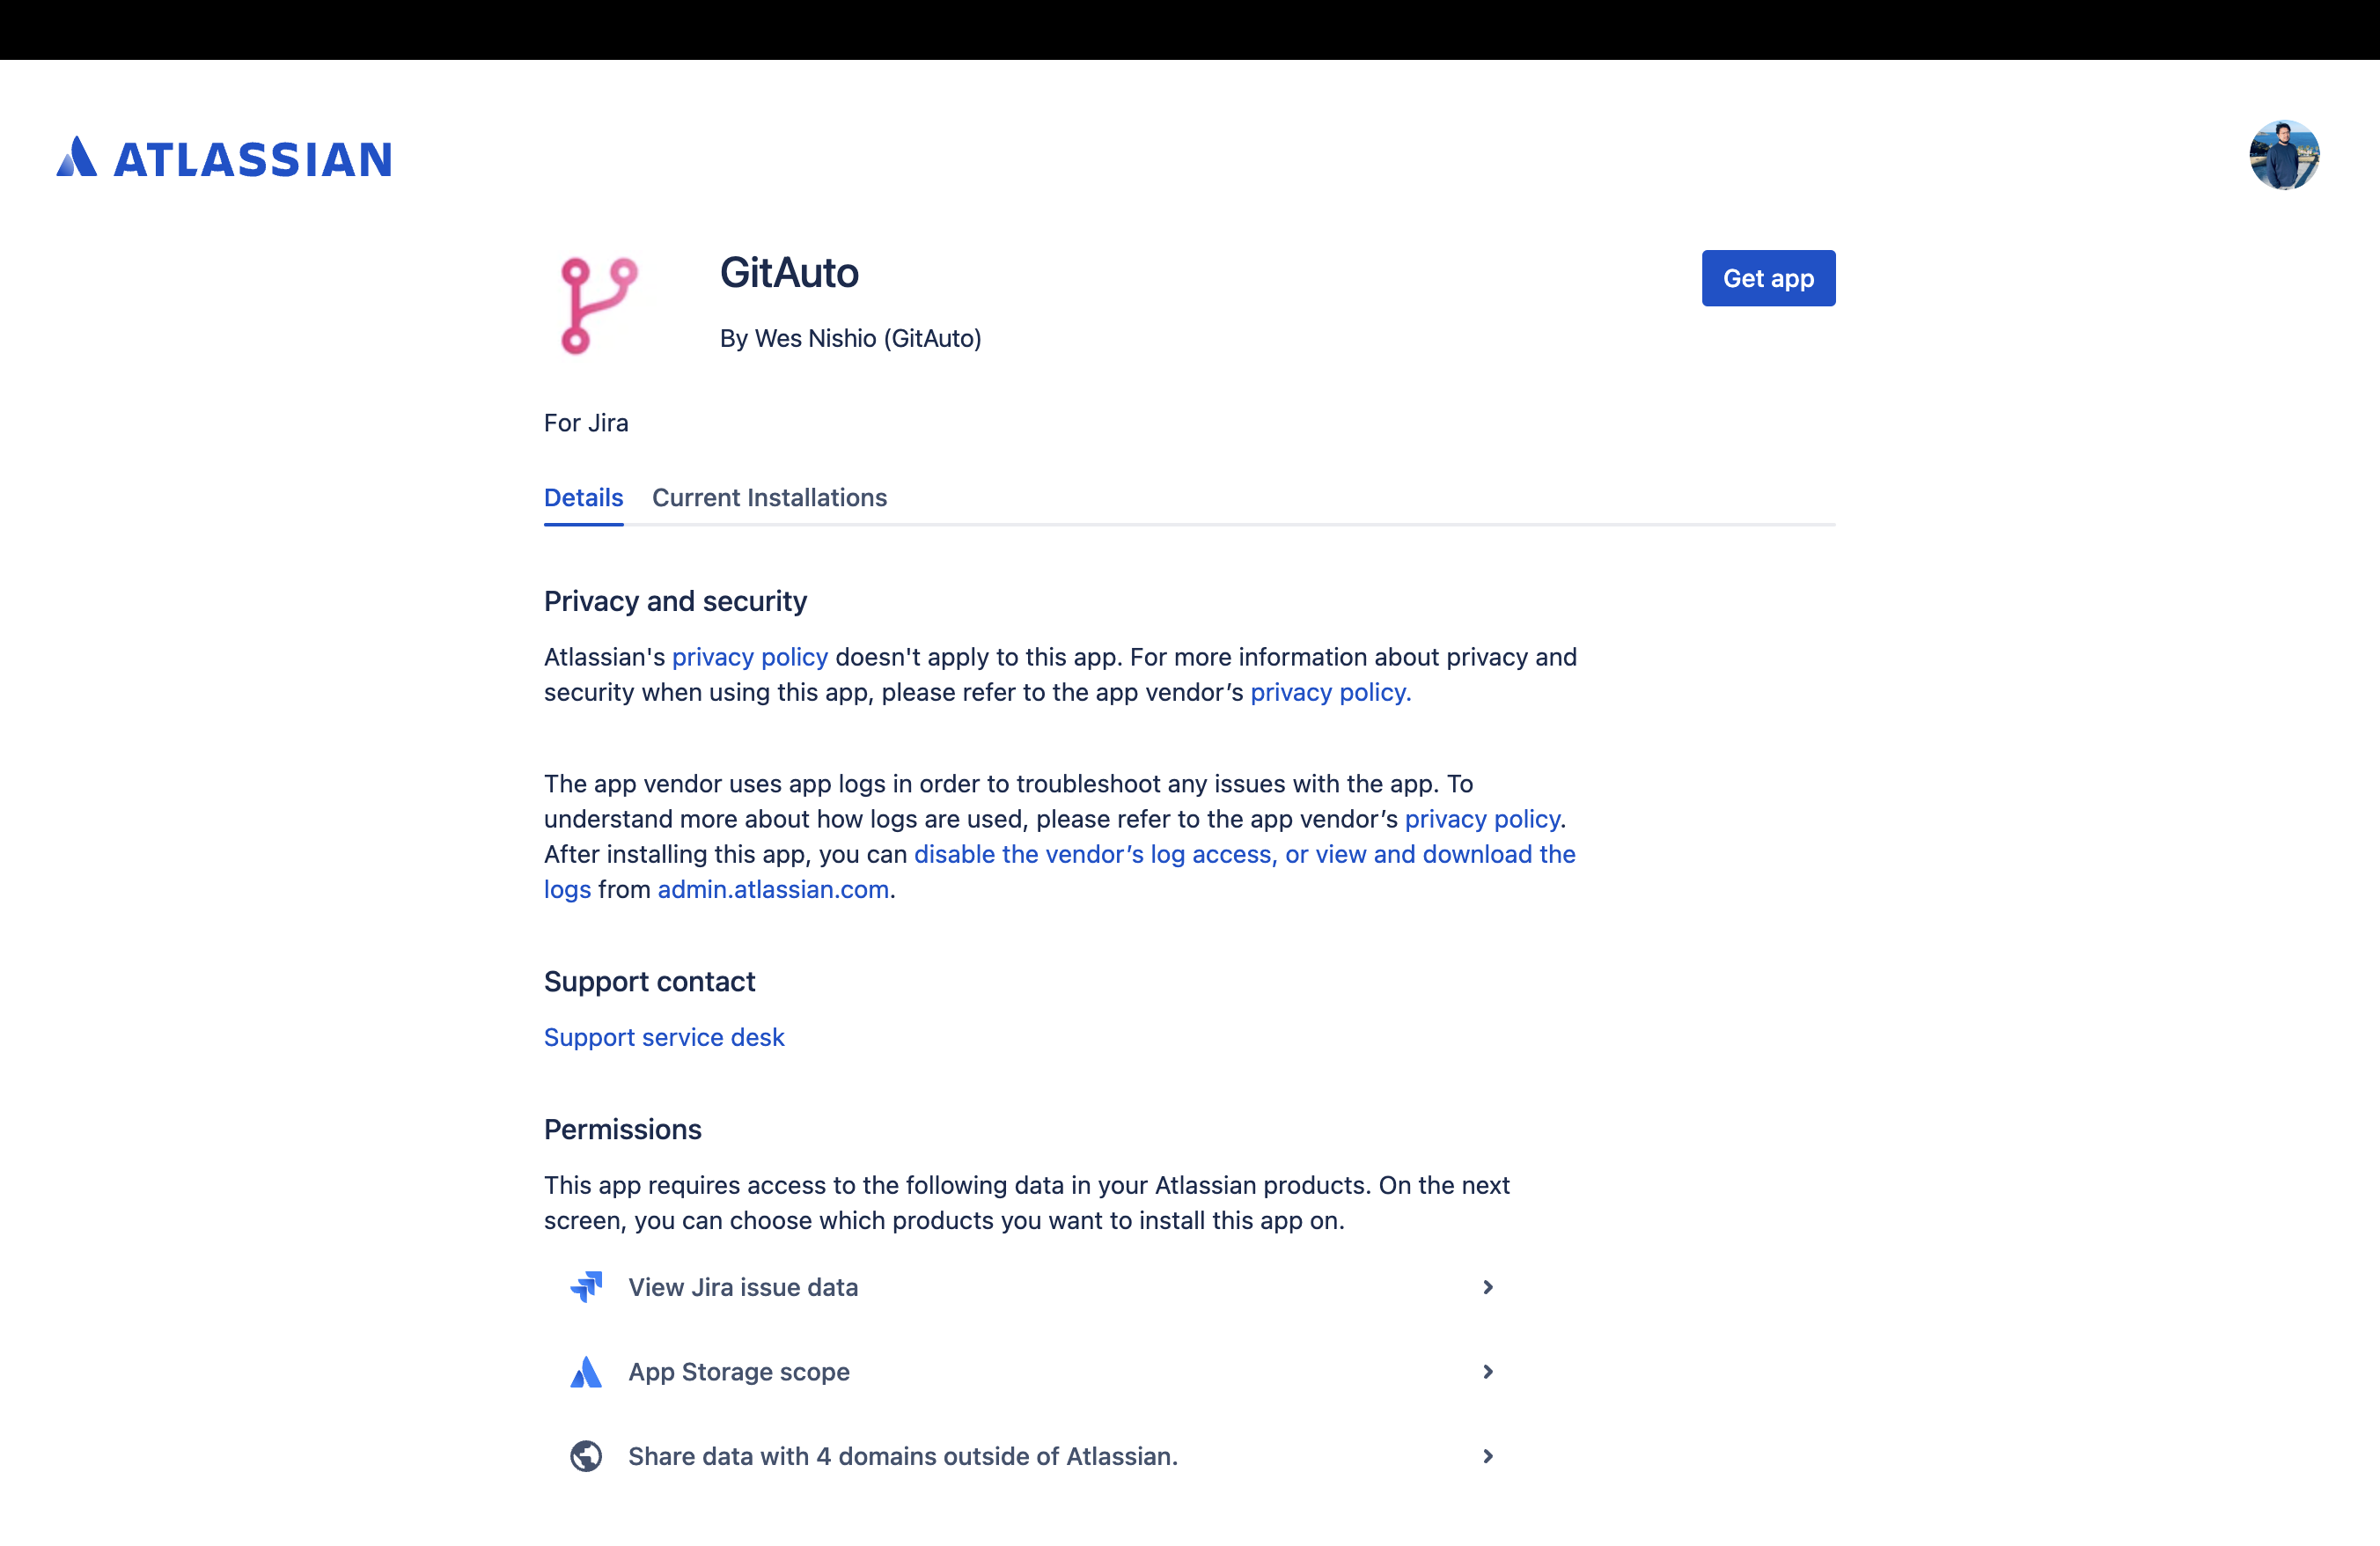 ATLASSIAN
GitAuto
Get app
By Wes Nishio (GitAuto)
For Jira
Details Current Installations
Privacy and security
Atlassian's privacy policy doesn't apply to this app. For more information about privacy and
security when using this app, please refer to the app vendor’s privacy policy.
The app vendor uses app logs in order to troubleshoot any issues with the app. To
understand more about how logs are used, please refer to the app vendor’s privacy policy.
After installing this app, you can disable the vendor’s log access, or view and download the
logs from admin.atlassian.com.
Support contact
Support service desk
Permissions
This app requires access to the following data in your Atlassian products. On the next
screen, you can choose which products you want to install this app on.
View Jira issue data
App Storage scope
Share data with 4 domains outside of Atlassian.